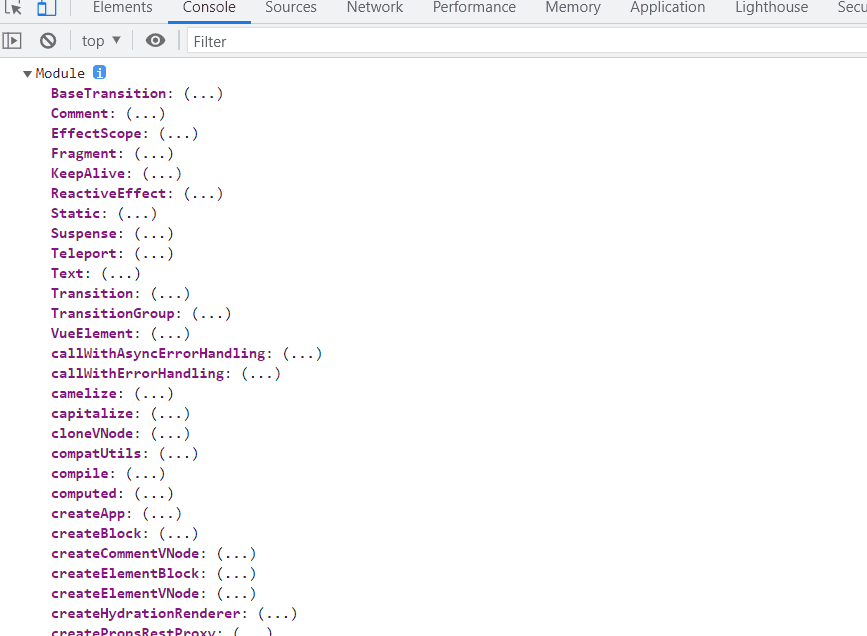 Elements Console Sources Network Performance Memory Application Lighthouse Secu
top ▼ Filter
▼Module i
BaseTransition: (...)
Comment: (...)
EffectScope: (...)
Fragment: (...)
KeepAlive: (...)
ReactiveEffect: (...)
Static: (...)
Suspense: (...)
Teleport: (...)
Text: (...)
Transition: (...)
TransitionGroup: (...)
VueElement: (...)
callWithAsyncErrorHandling: (...)
callWithErrorHandling: (...)
camelize: (...)
capitalize: (...)
cloneVNode: (...)
compatUtils: (...)
compile: (...)
computed: (...)
createApp: (...)
createBlock: (...)
createCommentVNode: (...)
createElementBlock: (...)
createElementVNode: (...)
createHydrationRenderer: (...)
createPropsRestProxy: (...)